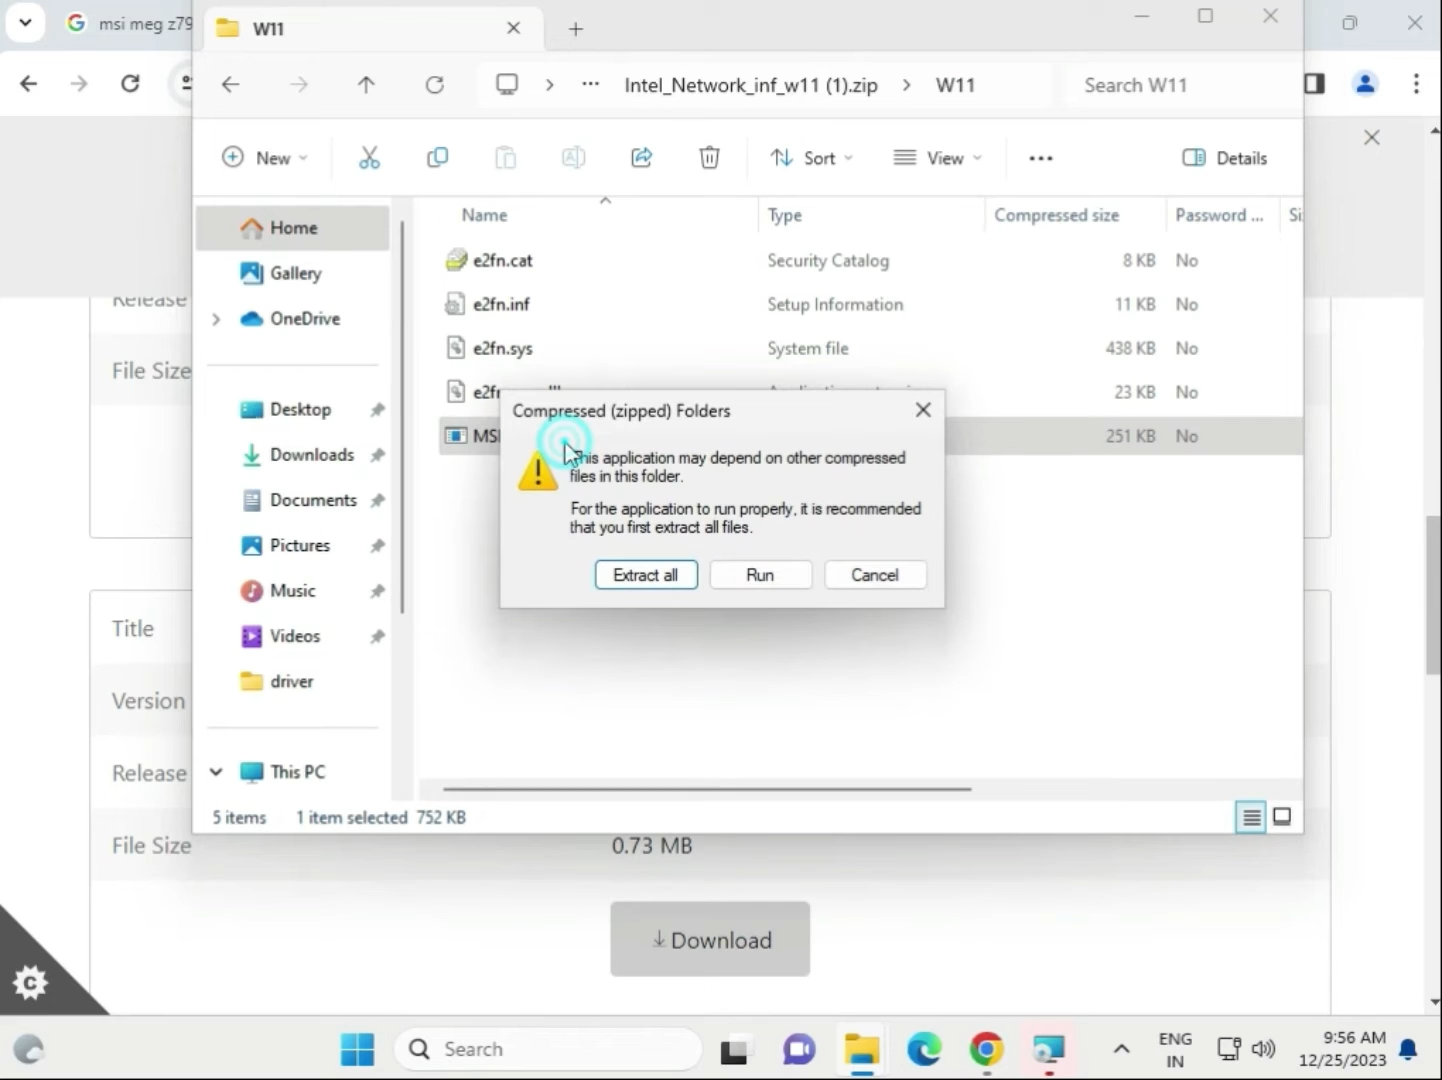 msi meg z79
W11
Intel_Network_inf_w11 (1).zip > W11
Search W11
New
Sort
View
Details
Name
Type
Compressed size
Password ...
e2fn.cat
Security Catalog
8 KB
No
e2fn.inf
Setup Information
11 KB
No
e2fn.sys
System file
438 KB
No
23 KB
No
251 KB
No
Home
Gallery
OneDrive
Desktop
Downloads
Documents
Pictures
Music
Videos
driver
This PC
Compressed (zipped) Folders
This application may depend on other compressed
files in this folder.
For the application to run properly, it is recommended
that you first extract all files.
Extract all
Run
Cancel
5 items
1 item selected 752 KB
Release
File Size
Title
Version
Release
File Size
0.73 MB
Download
Search
ENG
IN
9:56 AM
12/25/2023